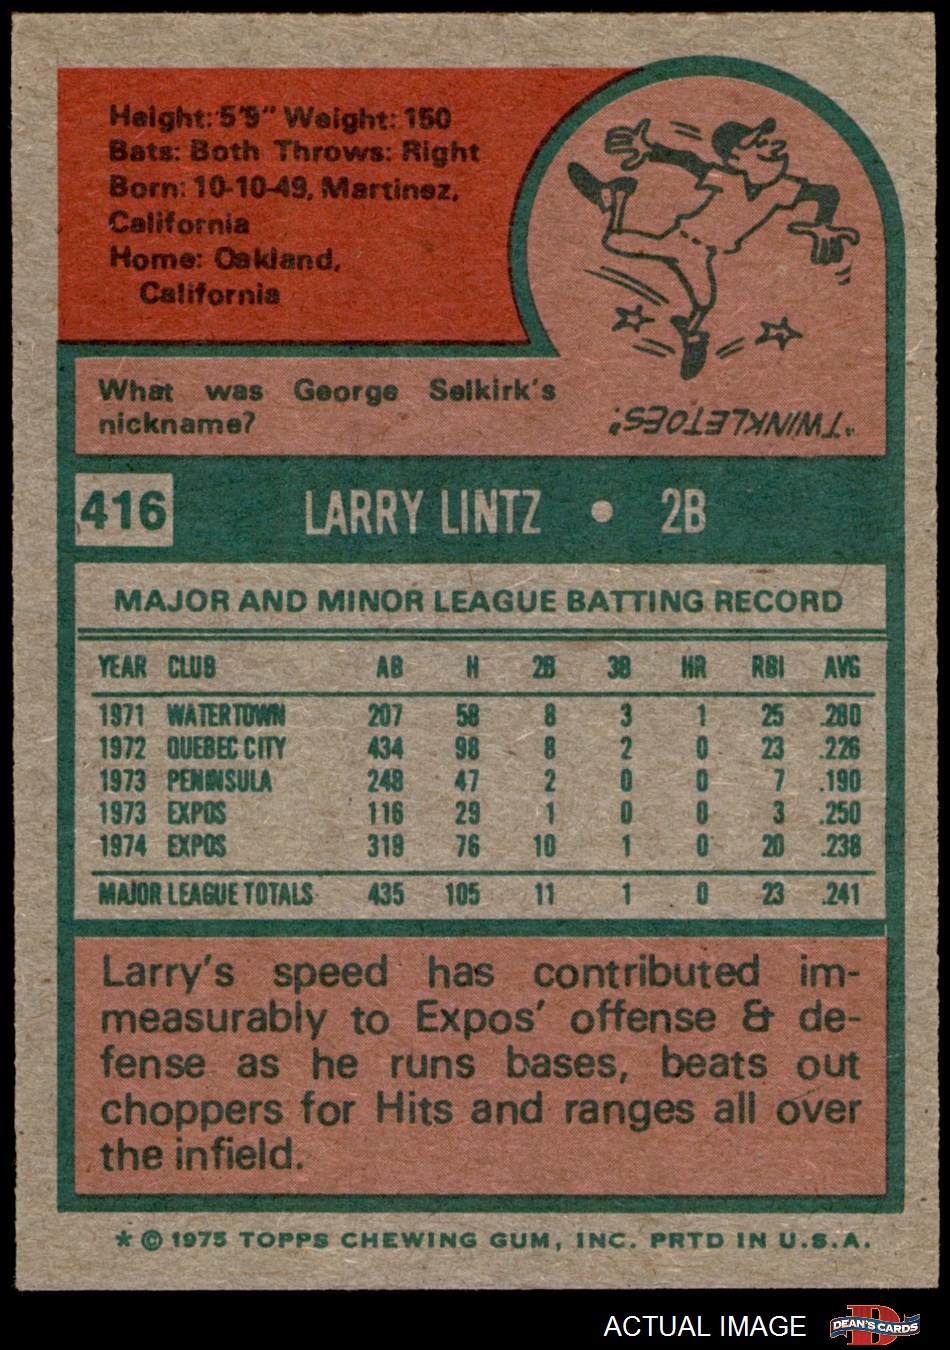 Height: 5'9" Weight: 150
Bats: Both Throws: Right
Born: 10-10-49, Martinez,
California
Home: Oakland,
California
What was George Selkirk's
nickname?
"TWINKLETOES."
416 LARRY LINTZ • 2B
MAJOR AND MINOR LEAGUE BATTING RECORD
YEAR CLUB AB H 2B 3B HR RBI AVG
1971 WATERTOWN 207 58 8 3 1 25 .280
1972 QUEBEC CITY 434 98 8 2 0 23 .226
1973 PENINSULA 248 47 2 0 0 7 .190
1973 EXPOS 116 29 1 0 0 3 .250
1974 EXPOS 319 76 10 1 0 20 .238
MAJOR LEAGUE TOTALS 435 105 11 1 0 23 .241
Larry's speed has contributed im-
measurably to Expos' offense & de-
fense as he runs bases, beats out
choppers for Hits and ranges all over
the infield.
* © 1975 TOPPS CHEWING GUM, INC. PRTD IN U.S.A.
ACTUAL IMAGE
DEAN'S CARDS